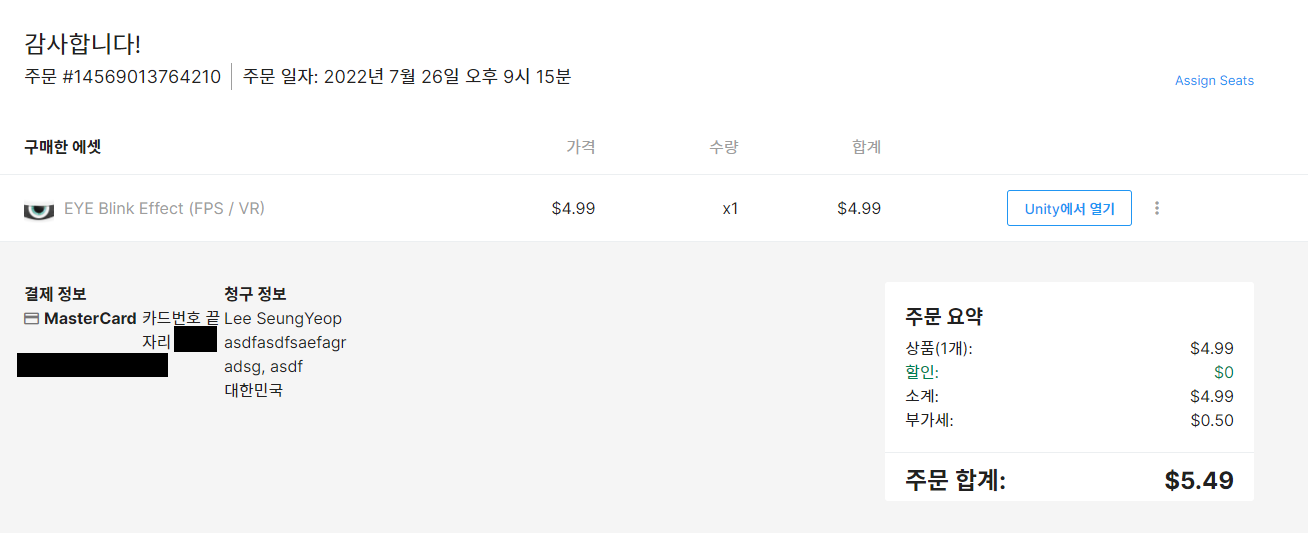 감사합니다!
주문 #14569013764210 주문 일자: 2022년 7월 26일 오후 9시 15분
Assign Seats
구매한 에셋 가격 수량 합계
EYE Blink Effect (FPS / VR) $4.99 x1 $4.99 Unity에서 열기
결제 정보
MasterCard 카드번호 끝
자리
청구 정보
Lee SeungYeop
asdfasdfsaefagr
adsg, asdf
대한민국
주문 요약
상품(1개): $4.99
할인: $0
소계: $4.99
부가세: $0.50
주문 합계: $5.49